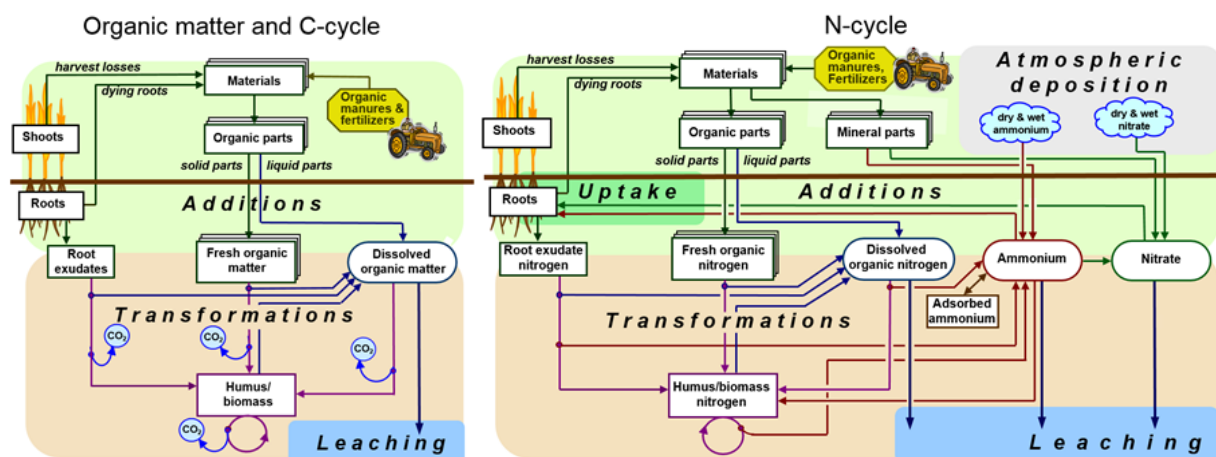 Organic matter and C-cycle
harvest losses
Materials
dying roots
Organic
manures &
fertilizers
Shoots
Organic parts
solid parts
liquid parts
Roots
Additions
Root
exudates
Fresh organic
matter
Dissolved
organic matter
Transformations
CO2
CO2
CO2
Humus/
biomass
CO2
Leaching
N-cycle
harvest losses
Materials
dying roots
Organic
manures,
Fertilizers
Atmospheric
deposition
dry & wet
ammonium
dry & wet
nitrate
Shoots
Organic parts
Mineral parts
solid parts
liquid parts
Roots
Uptake
Additions
Root exudate
nitrogen
Fresh organic
nitrogen
Dissolved
organic nitrogen
Ammonium
Nitrate
Adsorbed
ammonium
Transformations
Humus/biomass
nitrogen
Leaching